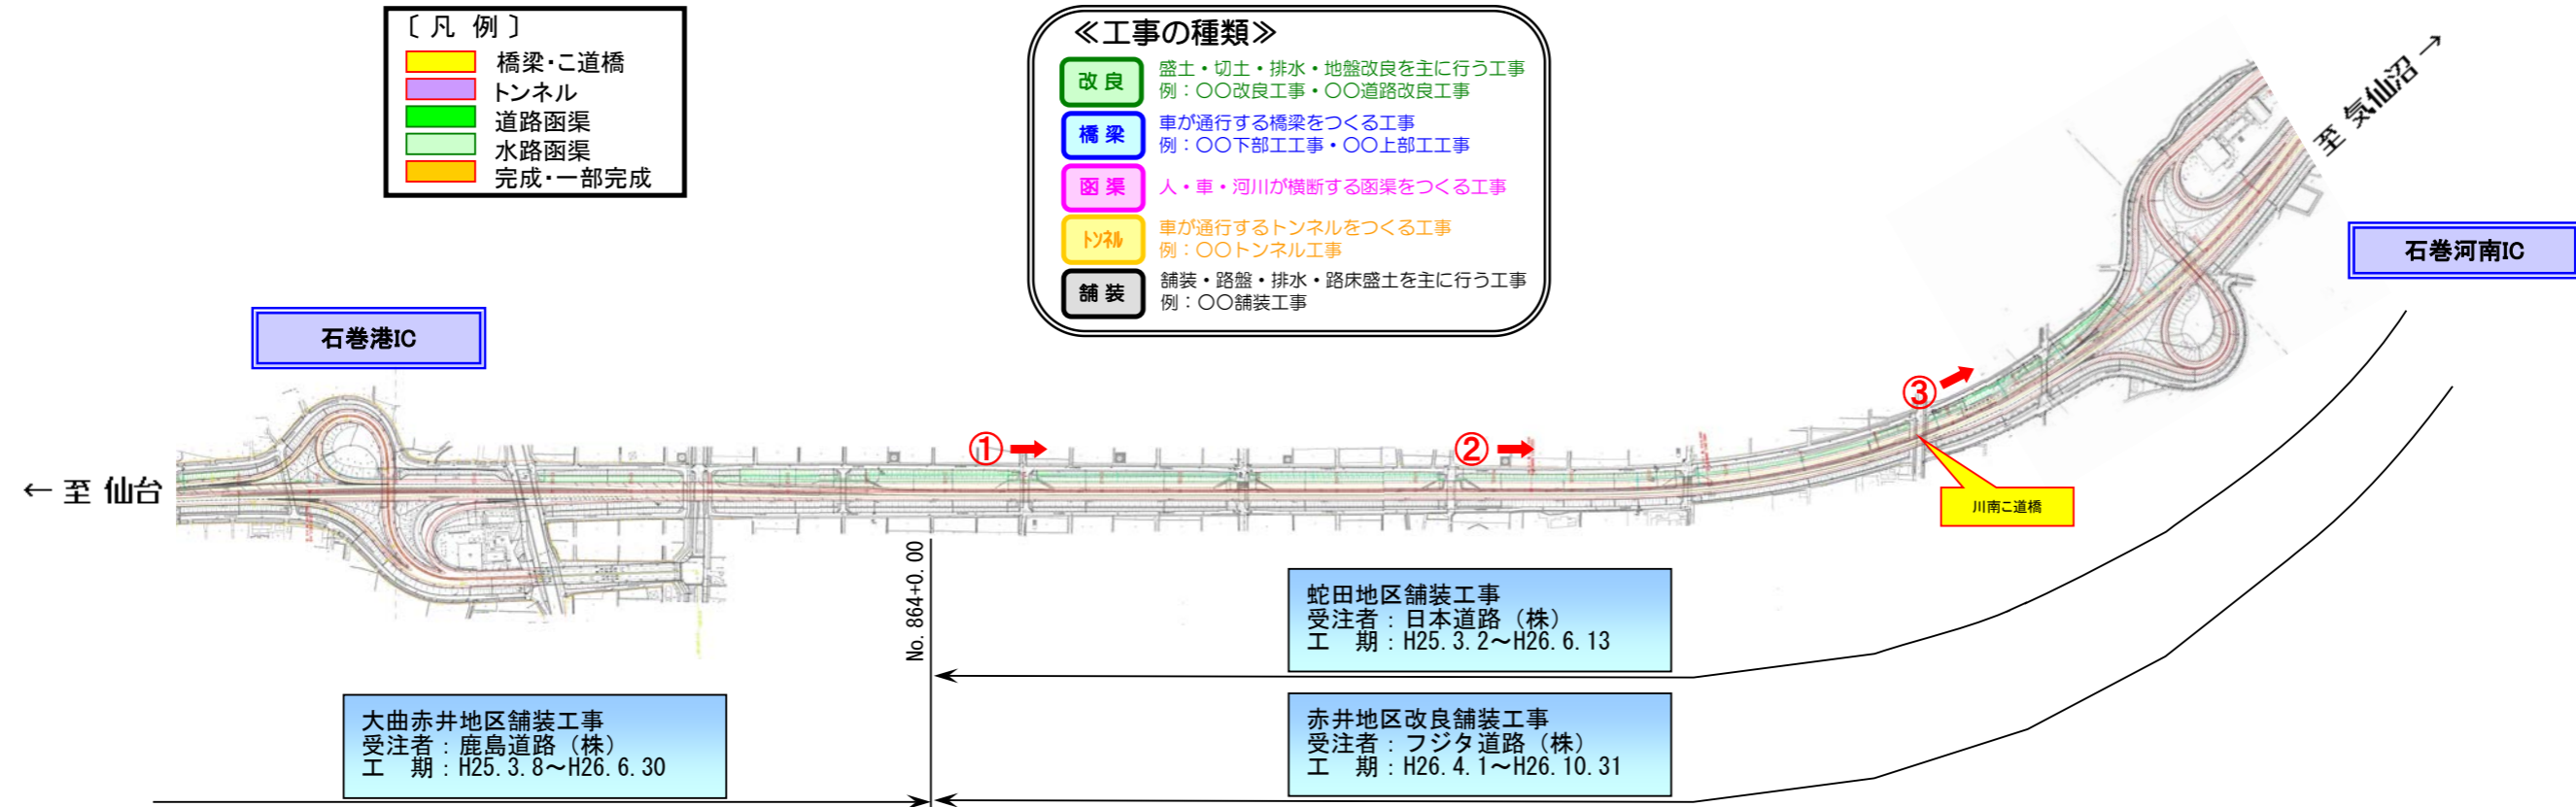 〔 凡 例 〕
橋梁・こ道橋
トンネル
道路函渠
水路函渠
完成・一部完成
≪工事の種類≫
改 良
盛土・切土・排水・地盤改良を主に行う工事
例：〇〇改良工事・〇〇道路改良工事
橋 梁
車が通行する橋梁をつくる工事
例：〇〇下部工工事・〇〇上部工工事
函 渠
人・車・河川が横断する函渠をつくる工事
トンネル
車が通行するトンネルをつくる工事
例：〇〇トンネル工事
舗 装
舗装・路盤・排水・路床盛土を主に行う工事
例：〇〇舗装工事
至 気仙沼 →
石巻河南IC
石巻港IC
← 至 仙台
① ➡
② ➡
③ ➡
川南こ道橋
No. 864+0. 00
蛇田地区舗装工事
受注者：日本道路（株）
工　期：H25. 3. 2～H26. 6. 13
大曲赤井地区舗装工事
受注者：鹿島道路（株）
工　期：H25. 3. 8～H26. 6. 30
赤井地区改良舗装工事
受注者：フジタ道路（株）
工　期：H26. 4. 1～H26. 10. 31